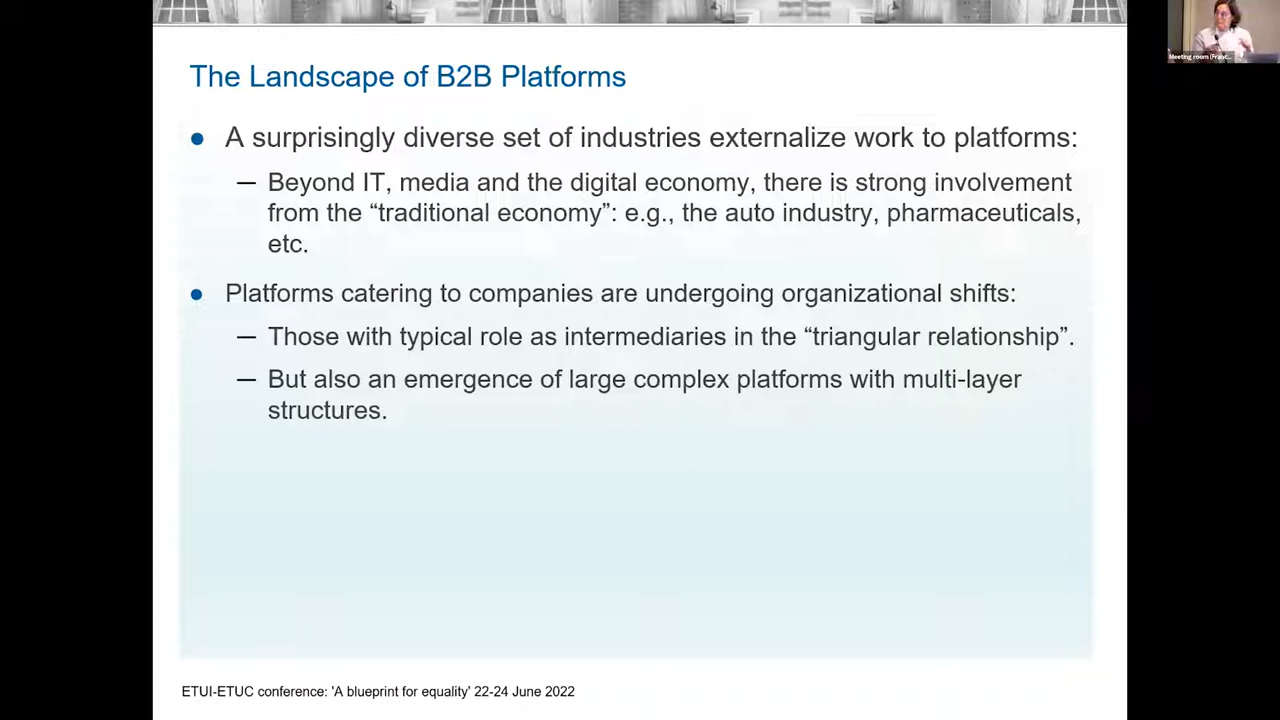 The Landscape of B2B Platforms
● A surprisingly diverse set of industries externalize work to platforms:
— Beyond IT, media and the digital economy, there is strong involvement
from the “traditional economy”: e.g., the auto industry, pharmaceuticals,
etc.
● Platforms catering to companies are undergoing organizational shifts:
— Those with typical role as intermediaries in the “triangular relationship”.
— But also an emergence of large complex platforms with multi-layer
structures.
ETUI-ETUC conference: 'A blueprint for equality' 22-24 June 2022
Meeting room (Franc...